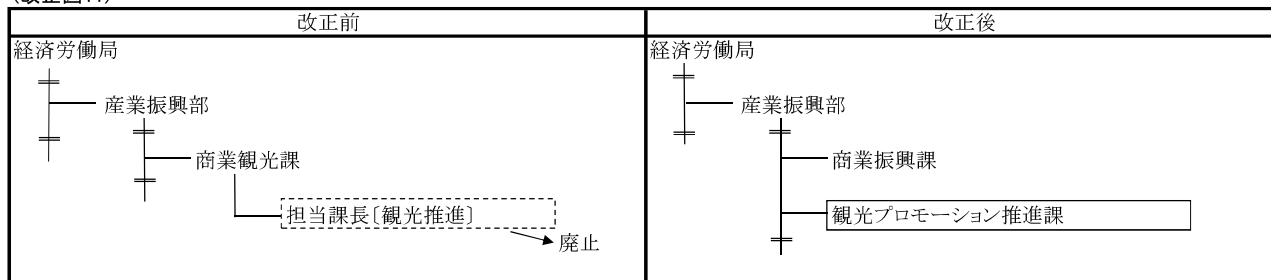 改正前
経済労働局
産業振興部
商業観光課
担当課長〔観光推進〕
廃止
改正後
経済労働局
産業振興部
商業振興課
観光プロモーション推進課